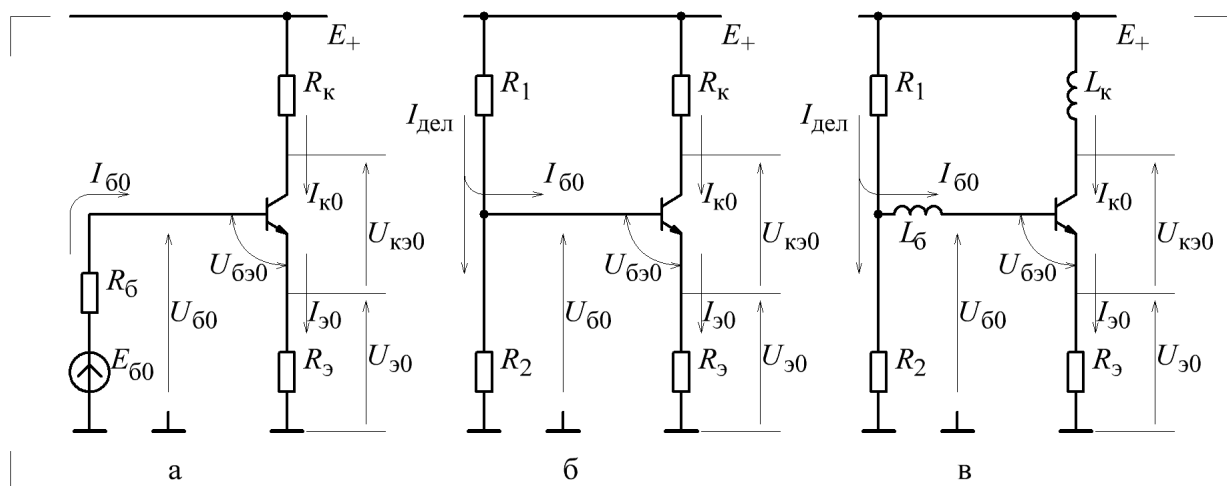 E+
Rк
Iб0
Iк0
Uкэ0
Uбэ0
Rб
Uб0
Iэ0
Eб0
Rэ
Uэ0
а
E+
R1
Rк
Iдел
Iб0
Iк0
Uкэ0
Uбэ0
Uб0
Iэ0
R2
Rэ
Uэ0
б
E+
R1
Lк
Iдел
Iб0
Iк0
Lб
Uкэ0
Uбэ0
Uб0
Iэ0
R2
Rэ
Uэ0
в